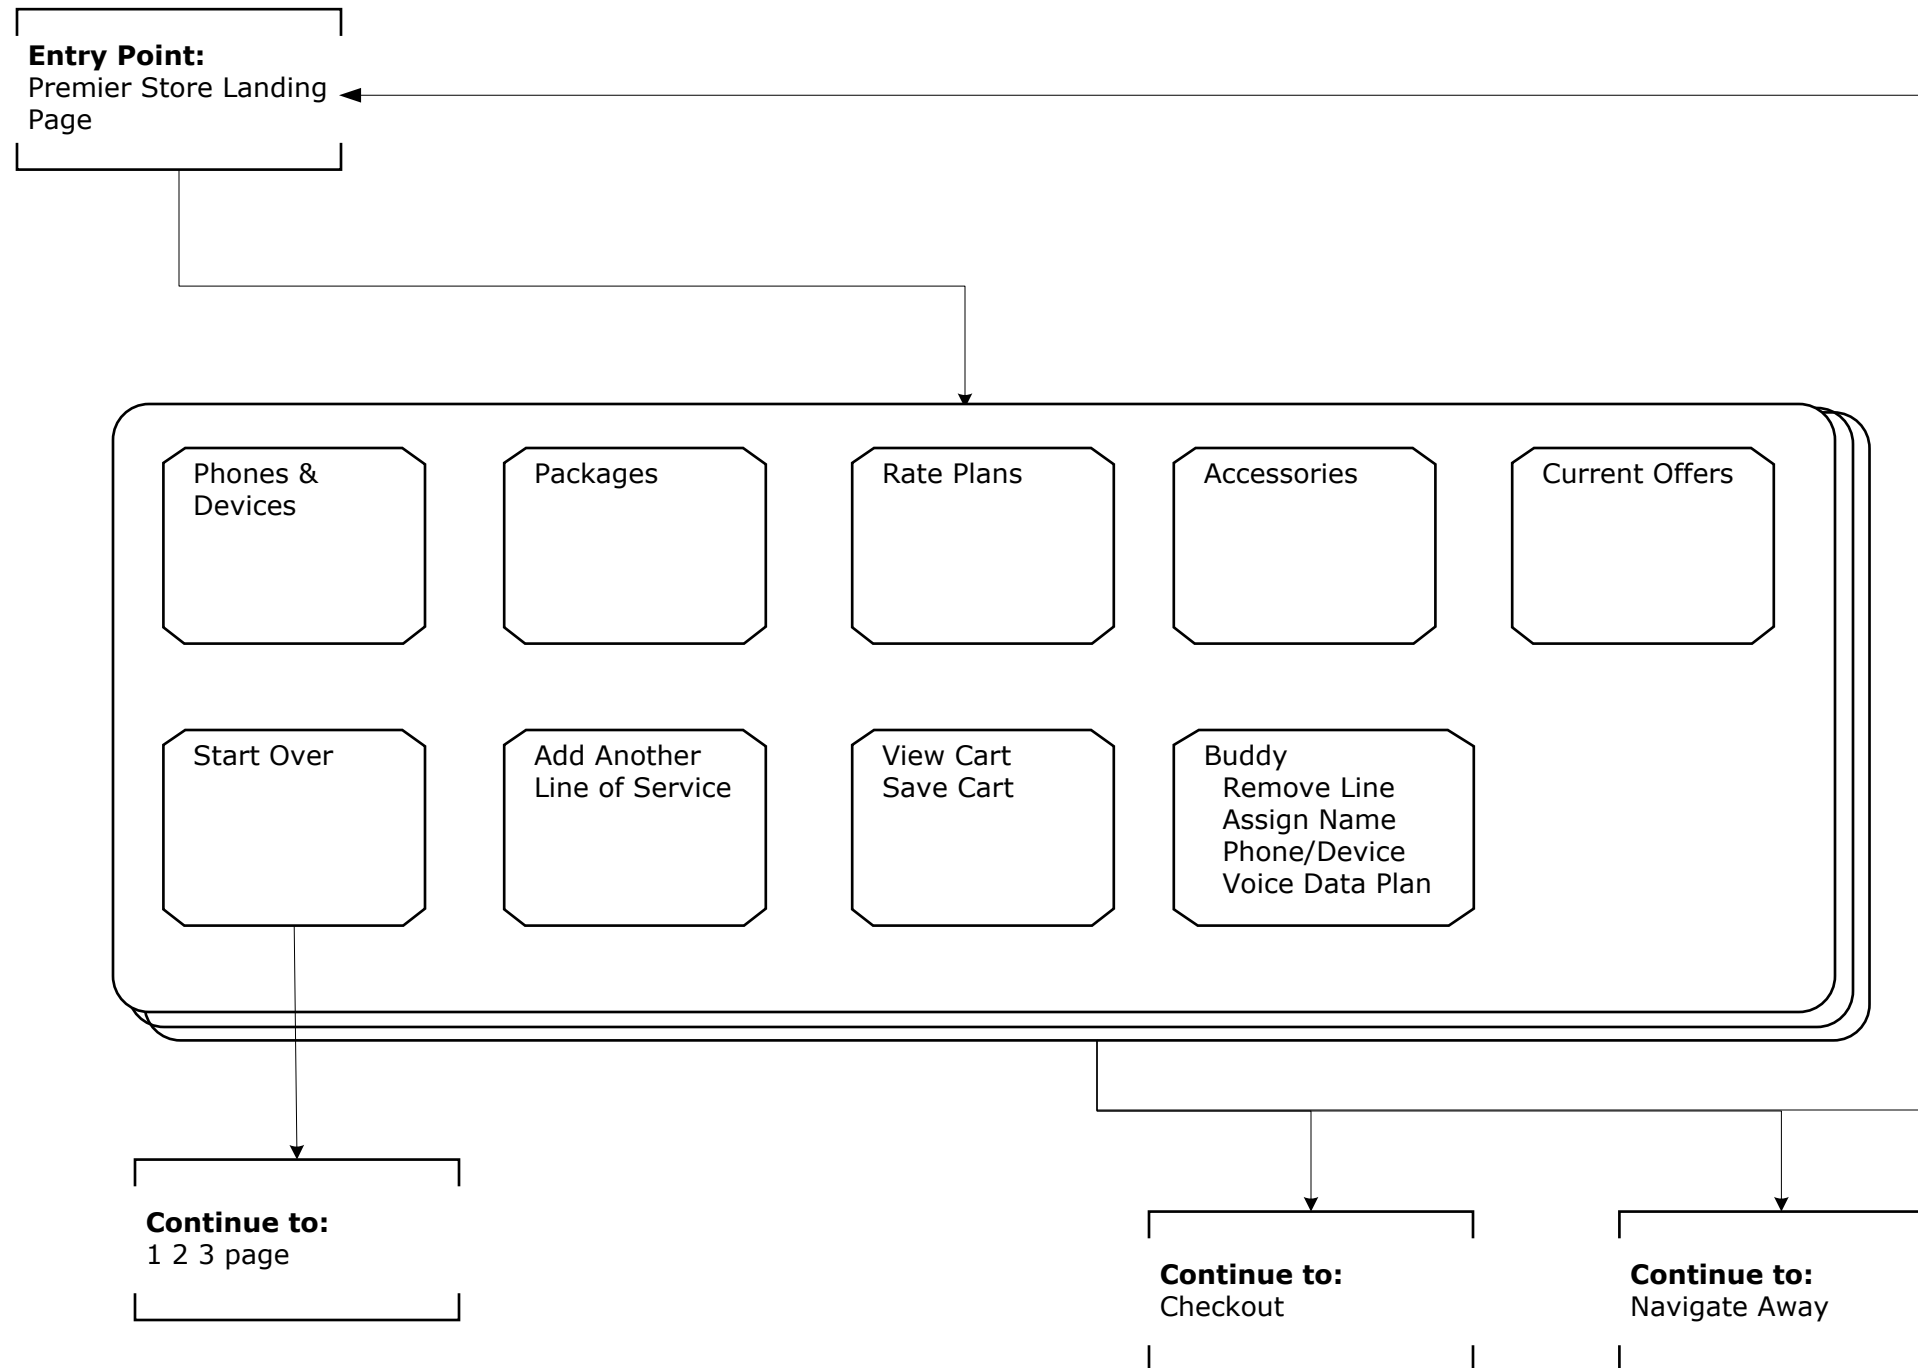 Entry Point:
Premier Store Landing
Page
Phones &
Devices
Packages
Rate Plans
Accessories
Current Offers
Start Over
Add Another
Line of Service
View Cart
Save Cart
Buddy
Remove Line
Assign Name
Phone/Device
Voice Data Plan
Continue to:
1 2 3 page
Continue to:
Checkout
Continue to:
Navigate Away